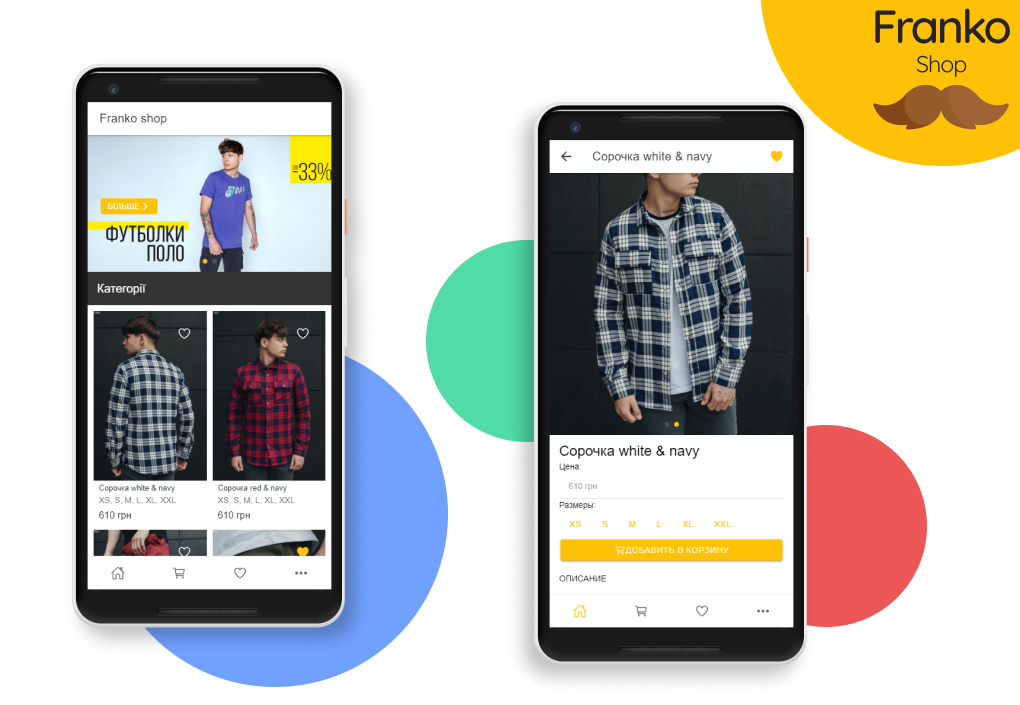 Franko
Shop
Franko shop
-33%
БІЛЬШЕ
ФУТБОЛКИ
ПОЛО
Категорії
Сорочка white & navy
XS, S, M, L, XL, XXL
610 грн
Сорочка red & navy
XS, S, M, L, XL, XXL
610 грн
Сорочка white & navy
Сорочка white & navy
Цена:
610 грн
Размеры:
XS S M L XL XXL
ДОБАВИТЬ В КОРЗИНУ
ОПИСАНИЕ